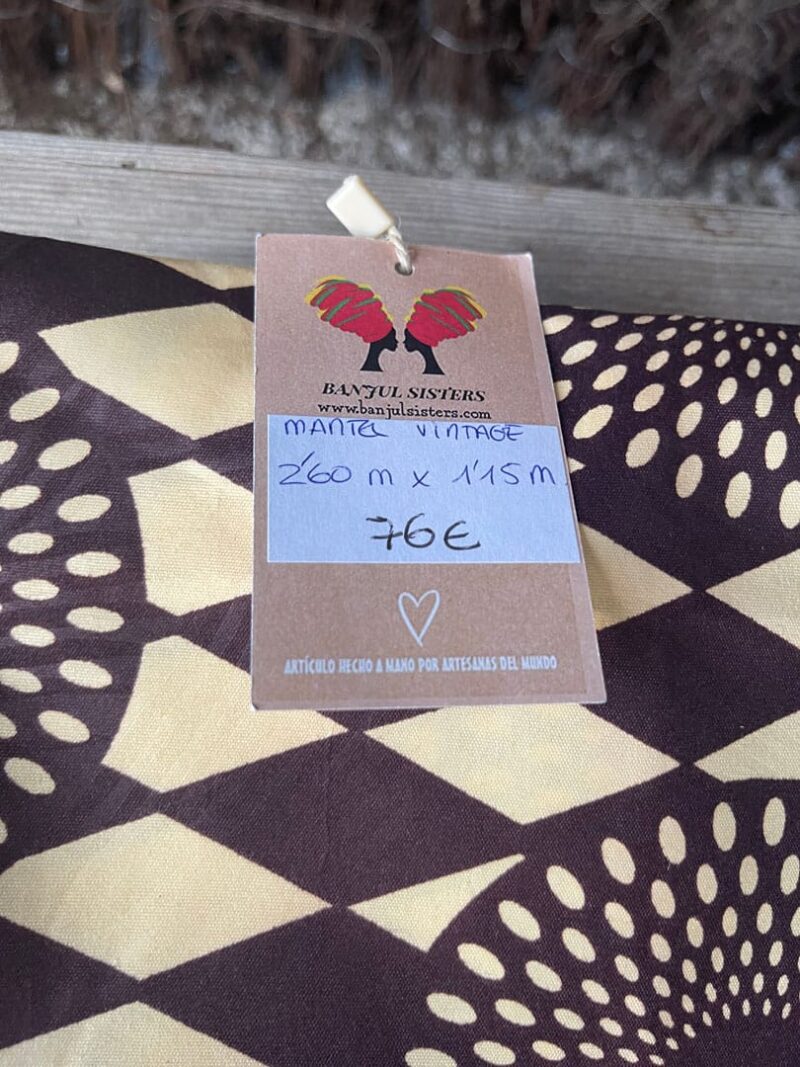 BANJUL SISTERS
www.banjulsisters.com
MANTEL VINTAGE
2'60 m x 1'15 m
76€
ARTÍCULO HECHO A MANO POR ARTESANAS DEL MUNDO